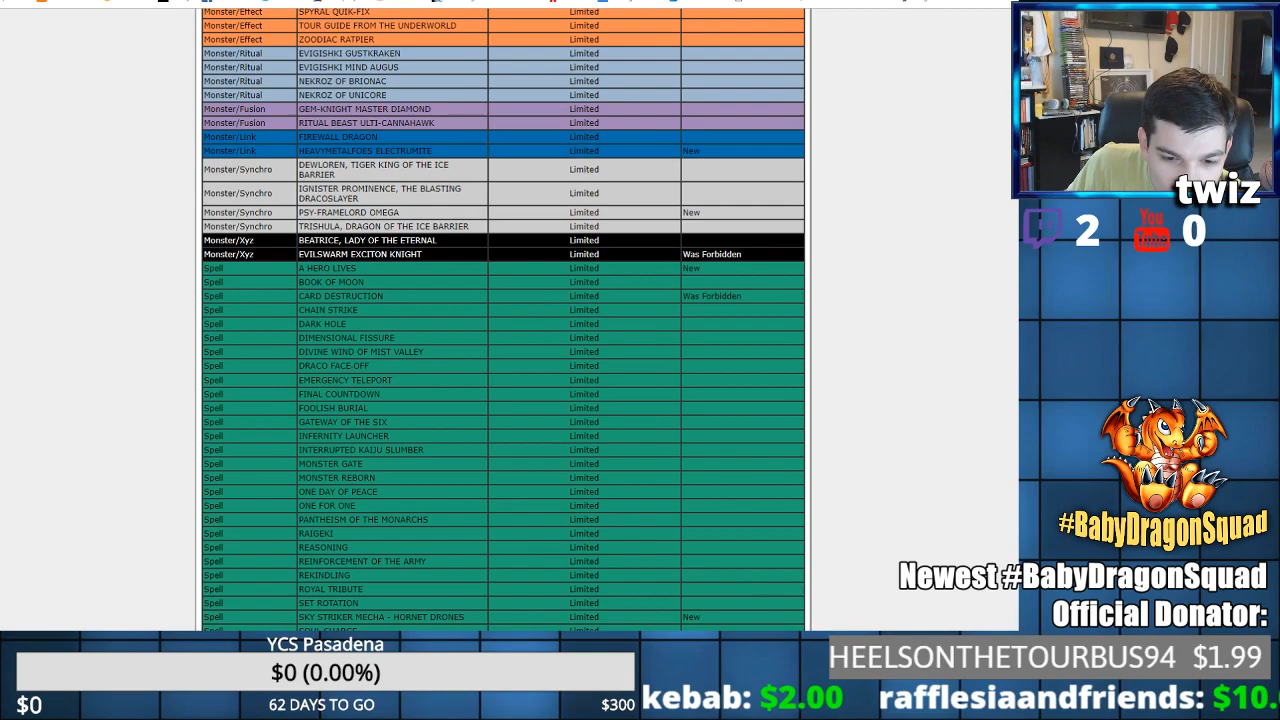 Monster/Effect SPYRAL QUIK-FIX Limited
Monster/Effect TOUR GUIDE FROM THE UNDERWORLD Limited
Monster/Effect ZOODIAC RATPIER Limited
Monster/Ritual EVIGISHKI GUSTKRAKEN Limited
Monster/Ritual EVIGISHKI MIND AUGUS Limited
Monster/Ritual NEKROZ OF BRIONAC Limited
Monster/Ritual NEKROZ OF UNICORE Limited
Monster/Fusion GEM-KNIGHT MASTER DIAMOND Limited
Monster/Fusion RITUAL BEAST ULTI-CANNAHAWK Limited
Monster/Link FIREWALL DRAGON Limited
Monster/Link HEAVYMETALFOES ELECTRUMITE Limited New
Monster/Synchro DEWLOREN, TIGER KING OF THE ICE
BARRIER Limited
Monster/Synchro IGNISTER PROMINENCE, THE BLASTING
DRACOSLAYER Limited
Monster/Synchro PSY-FRAMELORD OMEGA Limited New
Monster/Synchro TRISHULA, DRAGON OF THE ICE BARRIER Limited
Monster/Xyz BEATRICE, LADY OF THE ETERNAL Limited
Monster/Xyz EVILSWARM EXCITON KNIGHT Limited Was Forbidden
Spell A HERO LIVES Limited New
Spell BOOK OF MOON Limited
Spell CARD DESTRUCTION Limited Was Forbidden
Spell CHAIN STRIKE Limited
Spell DARK HOLE Limited
Spell DIMENSIONAL FISSURE Limited
Spell DIVINE WIND OF MIST VALLEY Limited
Spell DRACO FACE-OFF Limited
Spell EMERGENCY TELEPORT Limited
Spell FINAL COUNTDOWN Limited
Spell FOOLISH BURIAL Limited
Spell GATEWAY OF THE SIX Limited
Spell INFERNITY LAUNCHER Limited
Spell INTERRUPTED KAIJU SLUMBER Limited
Spell MONSTER GATE Limited
Spell MONSTER REBORN Limited
Spell ONE DAY OF PEACE Limited
Spell ONE FOR ONE Limited
Spell PANTHEISM OF THE MONARCHS Limited
Spell RAIGEKI Limited
Spell REASONING Limited
Spell REINFORCEMENT OF THE ARMY Limited
Spell REKINDLING Limited
Spell ROYAL TRIBUTE Limited
Spell SET ROTATION Limited
Spell SKY STRIKER MECHA - HORNET DRONES Limited New
twiz
2 You Tube 0
#BabyDragonSquad
Newest #BabyDragonSquad
Official Donator:
HEELSONTHETOURBUS94 $1.99
YCS Pasadena
$0 (0.00%)
$0 62 DAYS TO GO $300
kebab: $2.00 rafflesiaandfriends: $10.